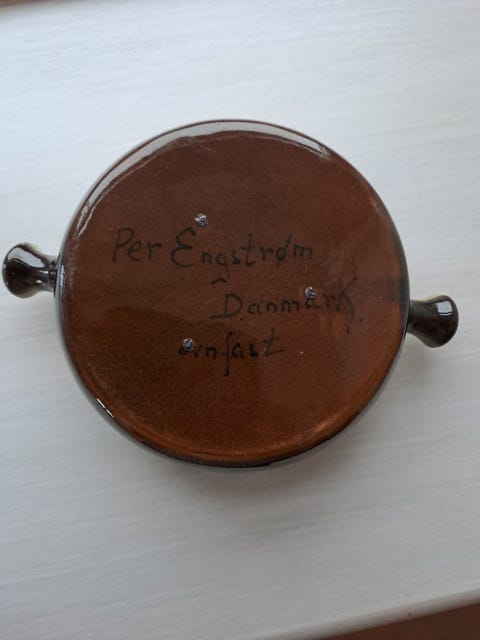 Per Engstrøm
Danmark.
ovnfast